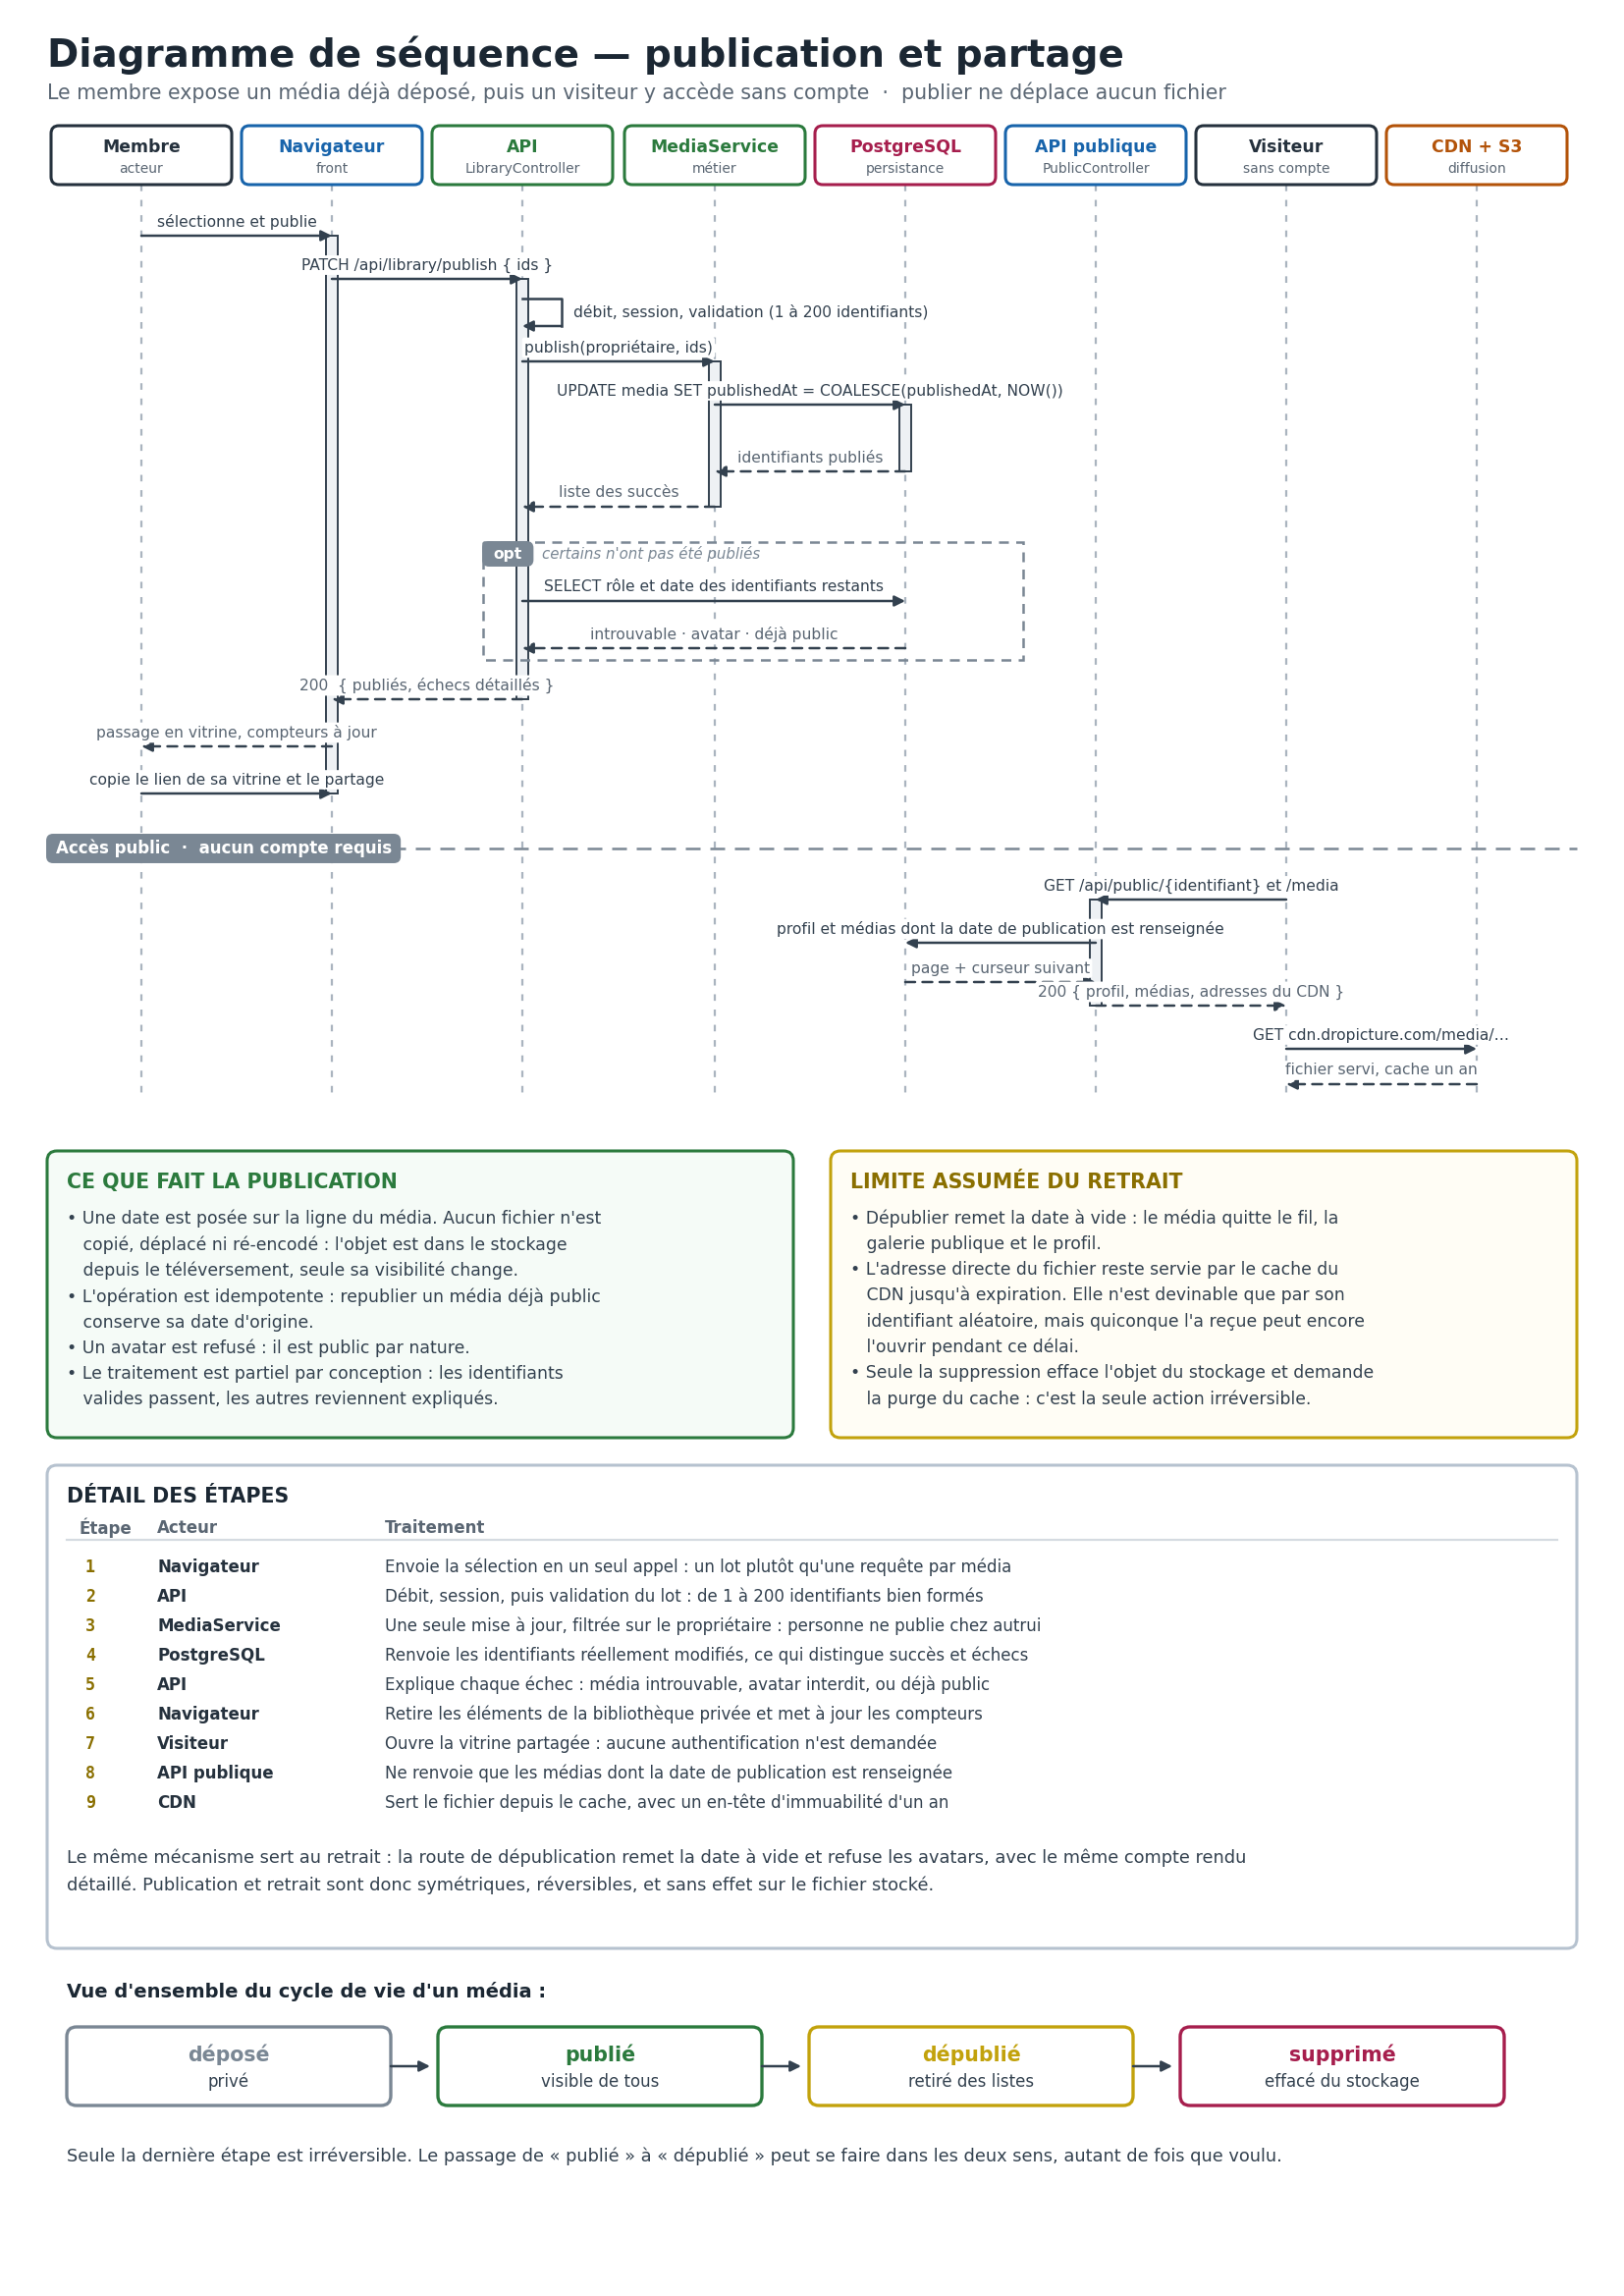 Diagramme de séquence — publication et partage
Le membre expose un média déjà déposé, puis un visiteur y accède sans compte · publier ne déplace aucun fichier
Membre
acteur
Navigateur
front
API
LibraryController
MediaService
métier
PostgreSQL
persistance
API publique
PublicController
Visiteur
sans compte
CDN + S3
diffusion
sélectionne et publie
PATCH /api/library/publish { ids }
débit, session, validation (1 à 200 identifiants)
publish(propriétaire, ids)
UPDATE media SET publishedAt = COALESCE(publishedAt, NOW())
identifiants publiés
liste des succès
opt certains n'ont pas été publiés
SELECT rôle et date des identifiants restants
introuvable · avatar · déjà public
200 { publiés, échecs détaillés }
passage en vitrine, compteurs à jour
copie le lien de sa vitrine et le partage
Accès public · aucun compte requis
GET /api/public/{identifiant} et /media
profil et médias dont la date de publication est renseignée
page + curseur suivant
200 { profil, médias, adresses du CDN }
GET cdn.dropicture.com/media/…
fichier servi, cache un an
CE QUE FAIT LA PUBLICATION
• Une date est posée sur la ligne du média. Aucun fichier n'est
copié, déplacé ni ré-encodé : l'objet est dans le stockage
depuis le téléversement, seule sa visibilité change.
• L'opération est idempotente : republier un média déjà public
conserve sa date d'origine.
• Un avatar est refusé : il est public par nature.
• Le traitement est partiel par conception : les identifiants
valides passent, les autres reviennent expliqués.
LIMITE ASSUMÉE DU RETRAIT
• Dépublier remet la date à vide : le média quitte le fil, la
galerie publique et le profil.
• L'adresse directe du fichier reste servie par le cache du
CDN jusqu'à expiration. Elle n'est devinable que par son
identifiant aléatoire, mais quiconque l'a reçue peut encore
l'ouvrir pendant ce délai.
• Seule la suppression efface l'objet du stockage et demande
la purge du cache : c'est la seule action irréversible.
DÉTAIL DES ÉTAPES
Étape Acteur Traitement
1 Navigateur Envoie la sélection en un seul appel : un lot plutôt qu'une requête par média
2 API Débit, session, puis validation du lot : de 1 à 200 identifiants bien formés
3 MediaService Une seule mise à jour, filtrée sur le propriétaire : personne ne publie chez autrui
4 PostgreSQL Renvoie les identifiants réellement modifiés, ce qui distingue succès et échecs
5 API Explique chaque échec : média introuvable, avatar interdit, ou déjà public
6 Navigateur Retire les éléments de la bibliothèque privée et met à jour les compteurs
7 Visiteur Ouvre la vitrine partagée : aucune authentification n'est demandée
8 API publique Ne renvoie que les médias dont la date de publication est renseignée
9 CDN Sert le fichier depuis le cache, avec un en-tête d'immuabilité d'un an
Le même mécanisme sert au retrait : la route de dépublication remet la date à vide et refuse les avatars, avec le même compte rendu
détaillé. Publication et retrait sont donc symétriques, réversibles, et sans effet sur le fichier stocké.
Vue d'ensemble du cycle de vie d'un média :
déposé
privé
publié
visible de tous
dépublié
retiré des listes
supprimé
effacé du stockage
Seule la dernière étape est irréversible. Le passage de « publié » à « dépublié » peut se faire dans les deux sens, autant de fois que voulu.